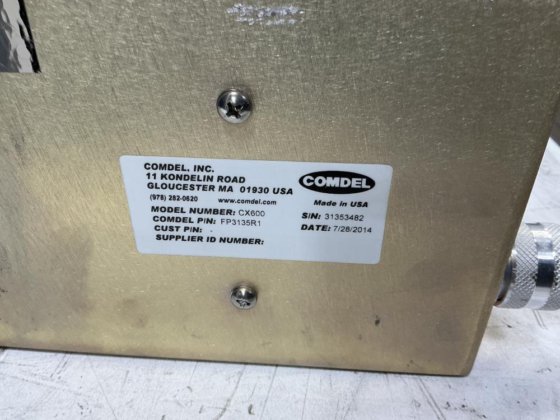 COMDEL, INC.
11 KONDELIN ROAD
GLOUCESTER MA 01930 USA
(978) 282-0620 www.comdel.com
COMDEL
Made in USA
MODEL NUMBER: CX600
COMDEL P/N: FP3135R1
CUST P/N: .
SUPPLIER ID NUMBER:
S/N: 31353482
DATE: 7/28/2014